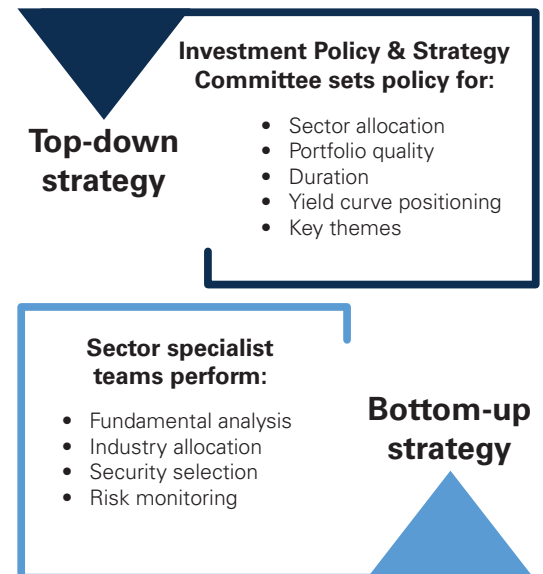 Investment Policy & Strategy
Committee sets policy for:
Top-down
strategy
• Sector allocation
• Portfolio quality
• Duration
• Yield curve positioning
• Key themes
Sector specialist
teams perform:
• Fundamental analysis
• Industry allocation
• Security selection
• Risk monitoring
Bottom-up
strategy